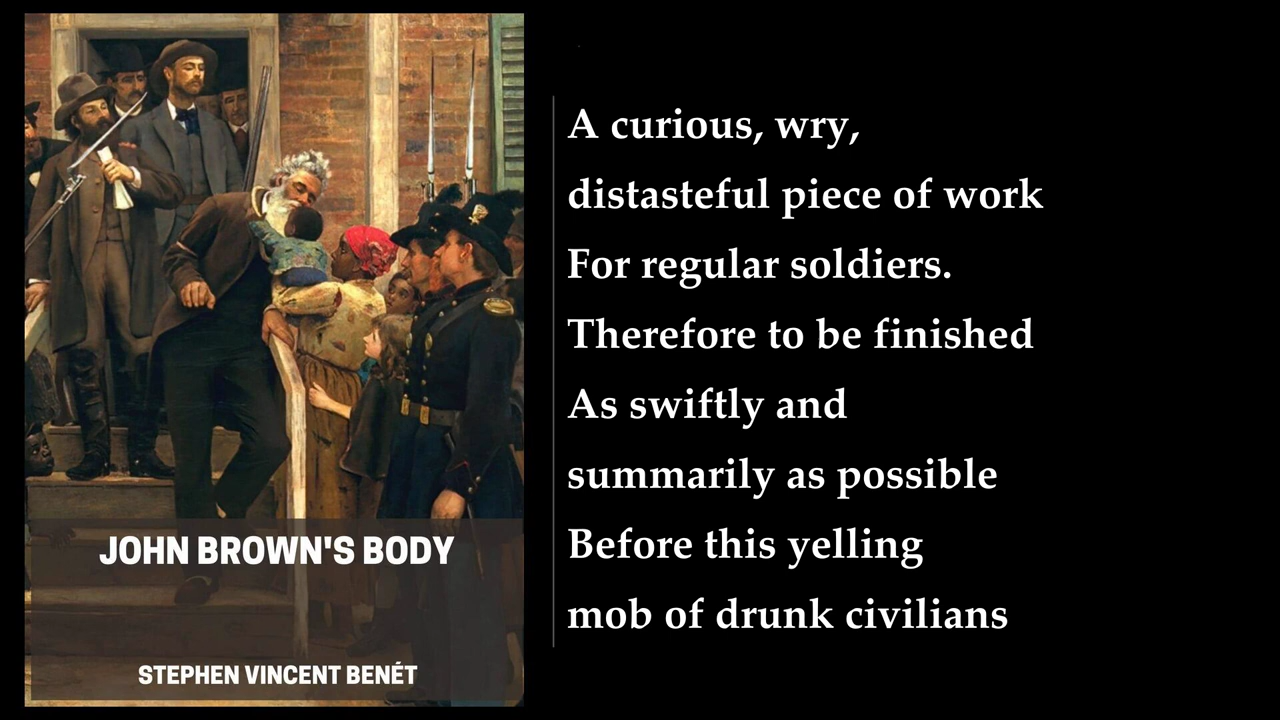 JOHN BROWN'S BODY
STEPHEN VINCENT BENÉT
A curious, wry,
distasteful piece of work
For regular soldiers.
Therefore to be finished
As swiftly and
summarily as possible
Before this yelling
mob of drunk civilians